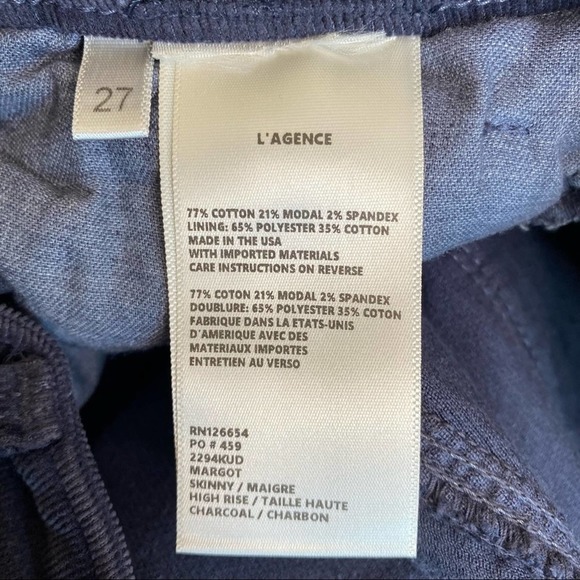 27
L'AGENCE
77% COTTON 21% MODAL 2% SPANDEX
LINING: 65% POLYESTER 35% COTTON
MADE IN THE USA
WITH IMPORTED MATERIALS
CARE INSTRUCTIONS ON REVERSE
77% COTON 21% MODAL 2% SPANDEX
DOUBLURE: 65% POLYESTER 35% COTTON
FABRIQUE DANS LA ETATS-UNIS
D'AMERIQUE AVEC DES
MATERIAUX IMPORTES
ENTRETIEN AU VERSO
RN126654
PO # 459
2294KUD
MARGOT
SKINNY / MAIGRE
HIGH RISE / TAILLE HAUTE
CHARCOAL / CHARBON